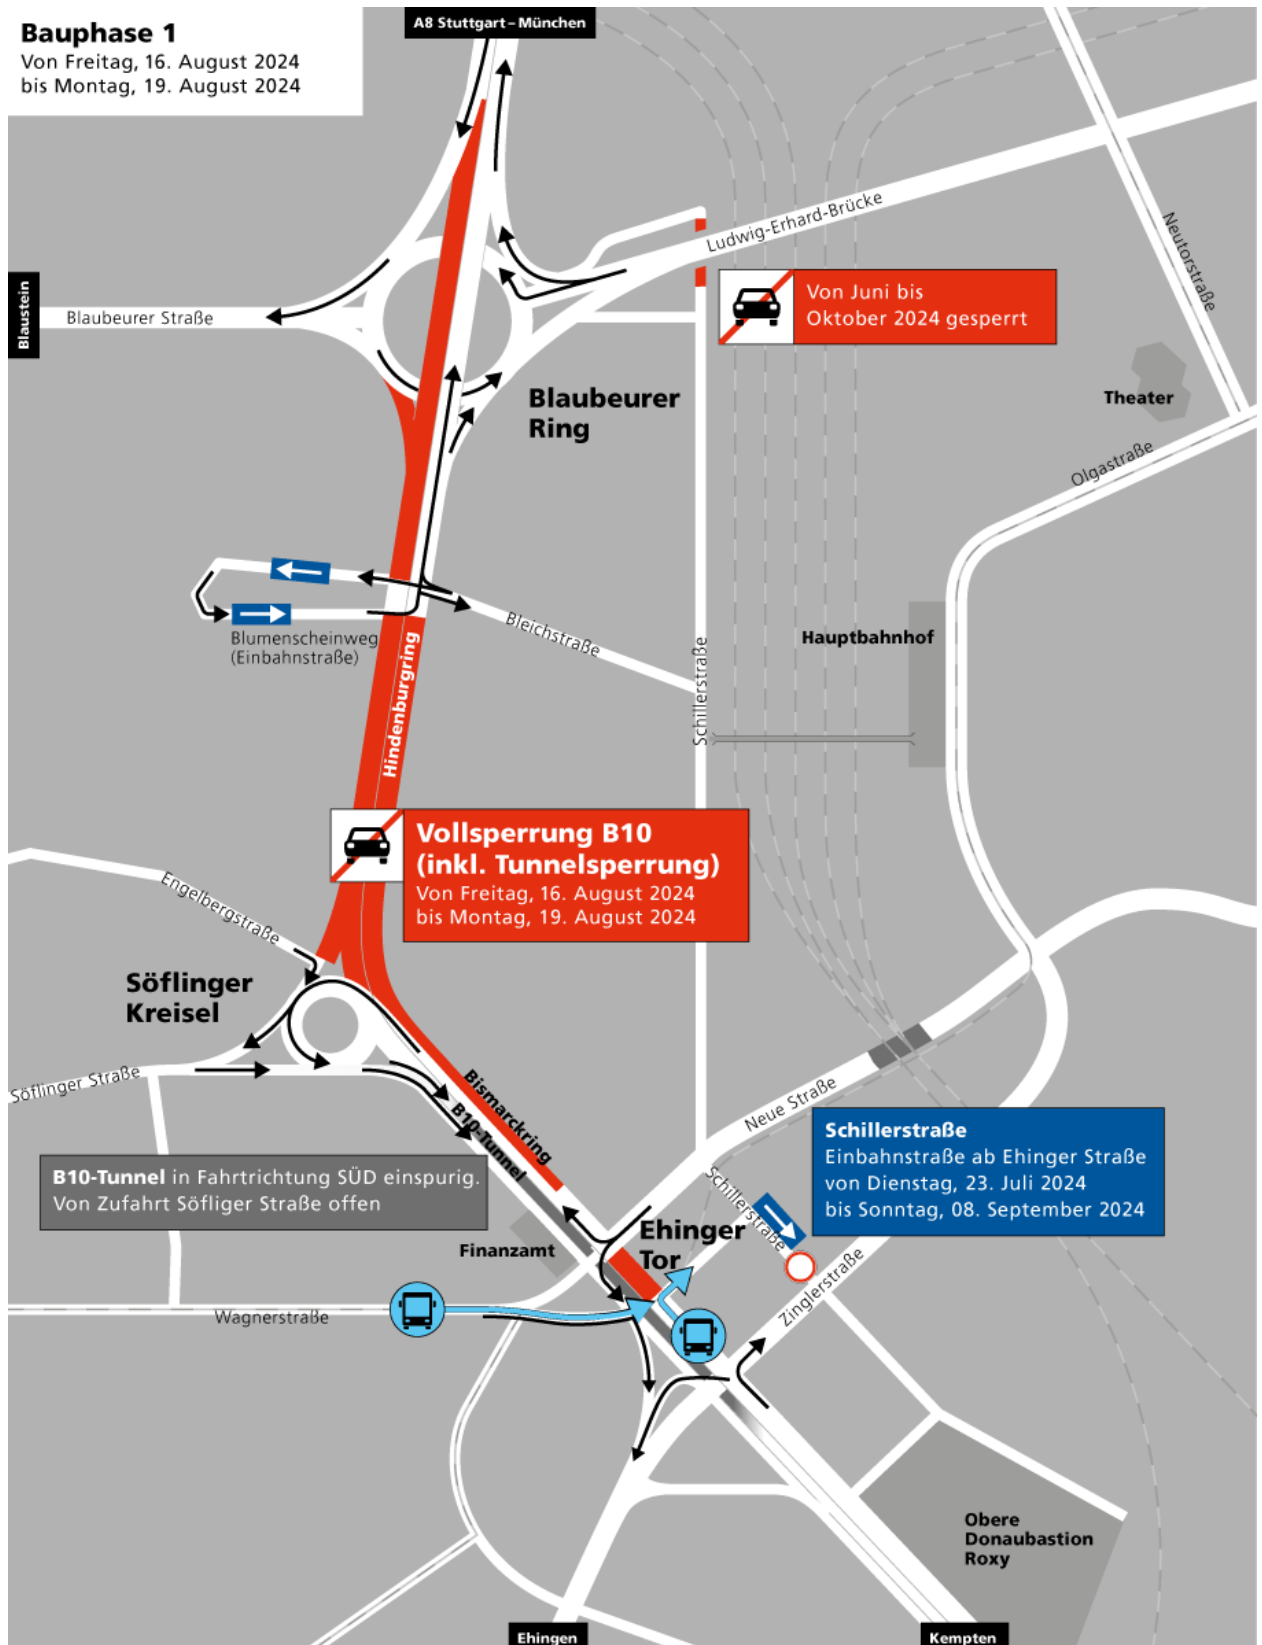 Bauphase 1
Von Freitag, 16. August 2024
bis Montag, 19. August 2024
A8 Stuttgart – München
Ludwig-Erhard-Brücke
Neutorstraße
Blaustein
Blaubeurer Straße
Von Juni bis
Oktober 2024 gesperrt
Blaubeurer
Ring
Theater
Olgastraße
Blumenscheinweg
(Einbahnstraße)
Bleichstraße
Hauptbahnhof
Hindenburgring
Schillerstraße
Vollsperrung B10
(inkl. Tunnelsperrung)
Von Freitag, 16. August 2024
bis Montag, 19. August 2024
Engelbergstraße
Söflinger
Kreisel
Söflinger Straße
Bismarckring
B10-Tunnel
Neue Straße
B10-Tunnel in Fahrtrichtung SÜD einspurig.
Von Zufahrt Söfliger Straße offen
Schillerstraße
Einbahnstraße ab Ehinger Straße
von Dienstag, 23. Juli 2024
bis Sonntag, 08. September 2024
Schillerstraße
Finanzamt
Ehinger
Tor
Zinglerstraße
Wagnerstraße
Obere
Donaubastion
Roxy
Ehingen
Kempten